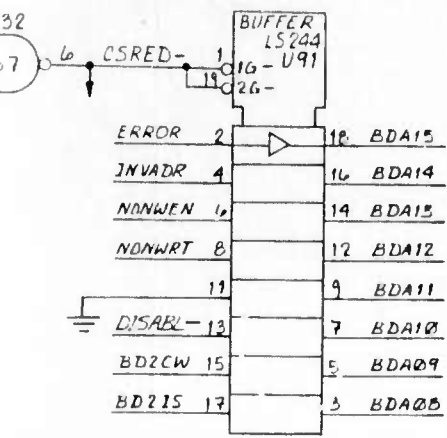 32
BUFFER
LS244
U91
67
6
CSRED-
1
1G-
19
2G-
ERROR 2 18 BDA15
INVADR 4 16 BDA14
NONWEN 6 14 BDA13
NONWRT 8 12 BDA12
11 9 BDA11
DISABL- 13 7 BDA10
BD2CW 15 5 BDA09
BD2IS 17 3 BDA08